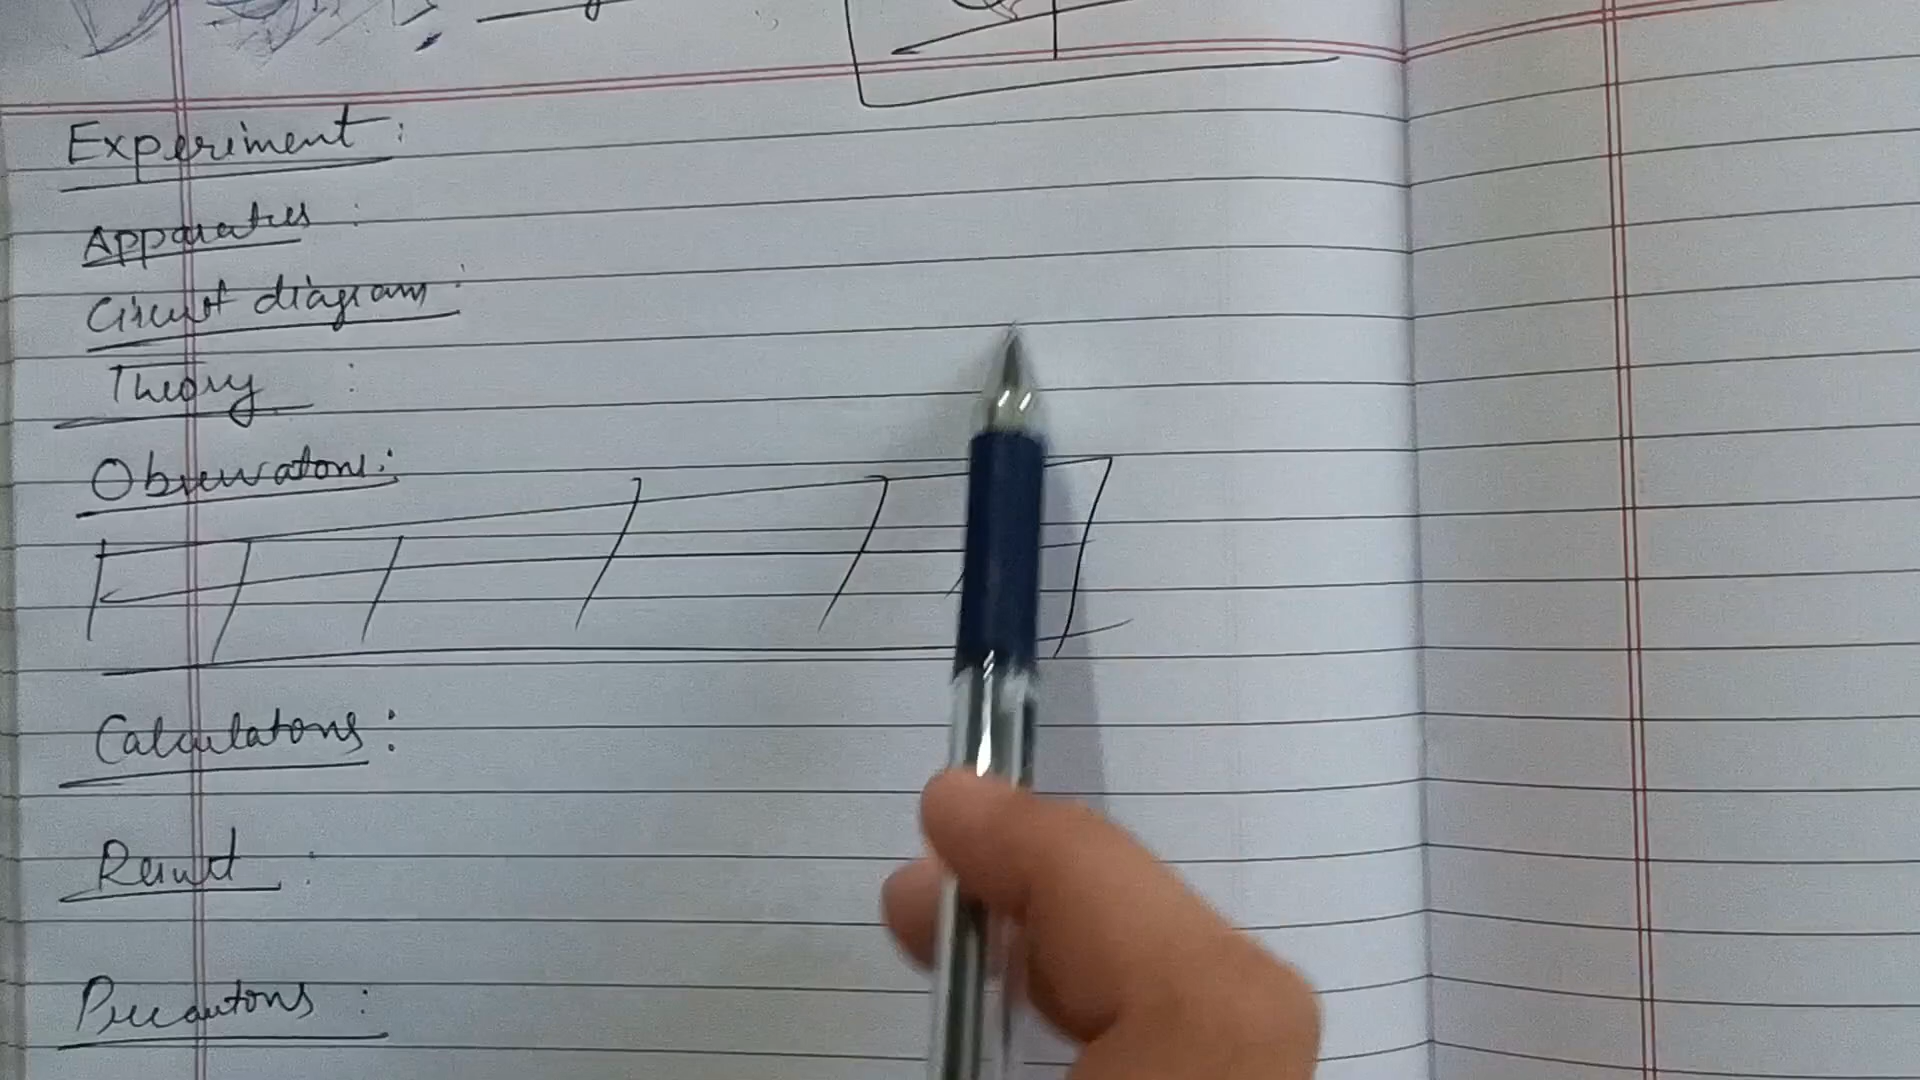 Experiment:
Apparatus :
Circuit diagram:
Theory :
Observations:
Calculations:
Result :
Precautions :